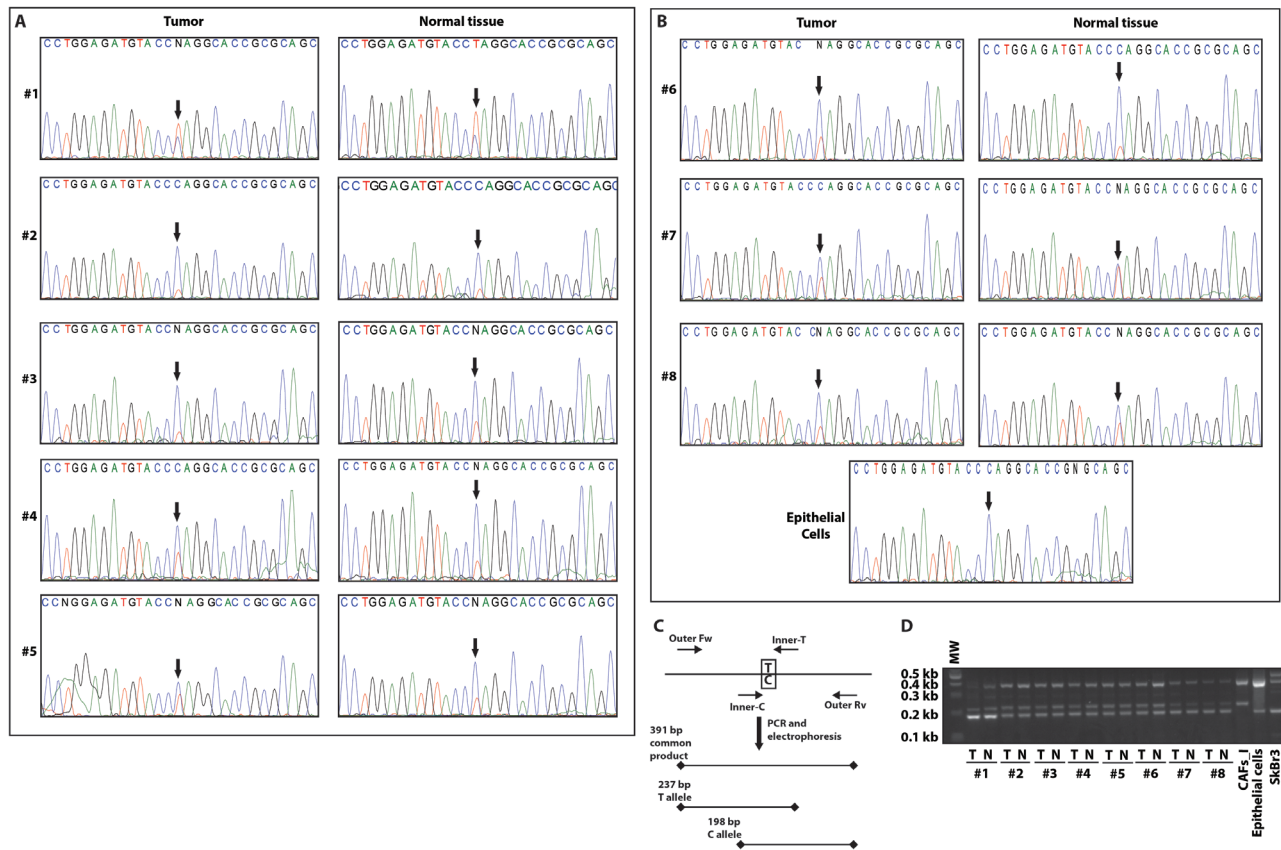 A
Tumor
Normal tissue
#1
CCTGGAGATGTACCNAGGCACCGCGCAGC
CCTGGAGATGTACCTAGGCACCGCGCAGC
#2
CCTGGAGATGTACCCAGGCACCGCGCAGC
CCTGGAGATGTACCCAGGCACCGCGCAGC
#3
CCTGGAGATGTACCNAGGCACCGCGCAGC
CCTGGAGATGTACCNAGGCACCGCGCAGC
#4
CCTGGAGATGTACCCAGGCACCGCGCAGC
CCTGGAGATGTACCNAGGCACCGCGCAGC
#5
CCNGGAGATGTACCNAGGCACCGCGCAGC
CCTGGAGATGTACCNAGGCACCGCGCAGC
B
Tumor
Normal tissue
#6
CCTGGAGATGTAC NAGGCACCGCGCAGC
CCTGGAGATGTACCCAGGCACCGCGCAGC
#7
CCTGGAGATGTACCCAGGCACCGCGCAGC
CCTGGAGATGTACCNAGGCACCGCGCAGC
#8
CCTGGAGATGTAC CNAGGCACCGCGCAGC
CCTGGAGATGTACCNAGGCACCGCGCAGC
Epithelial
Cells
CCTGGAGATGTACCCAGGCACCGNGCAGC
C
Outer Fw
Inner-T
T
C
Inner-C
Outer Rv
PCR and
electrophoresis
391 bp
common
product
237 bp
T allele
198 bp
C allele
D
MW
0.5 kb
0.4 kb
0.3 kb
0.2 kb
0.1 kb
T N T N T N T N T N T N T N T N
#1 #2 #3 #4 #5 #6 #7 #8
CAFs_I
Epithelial cells
SkBr3